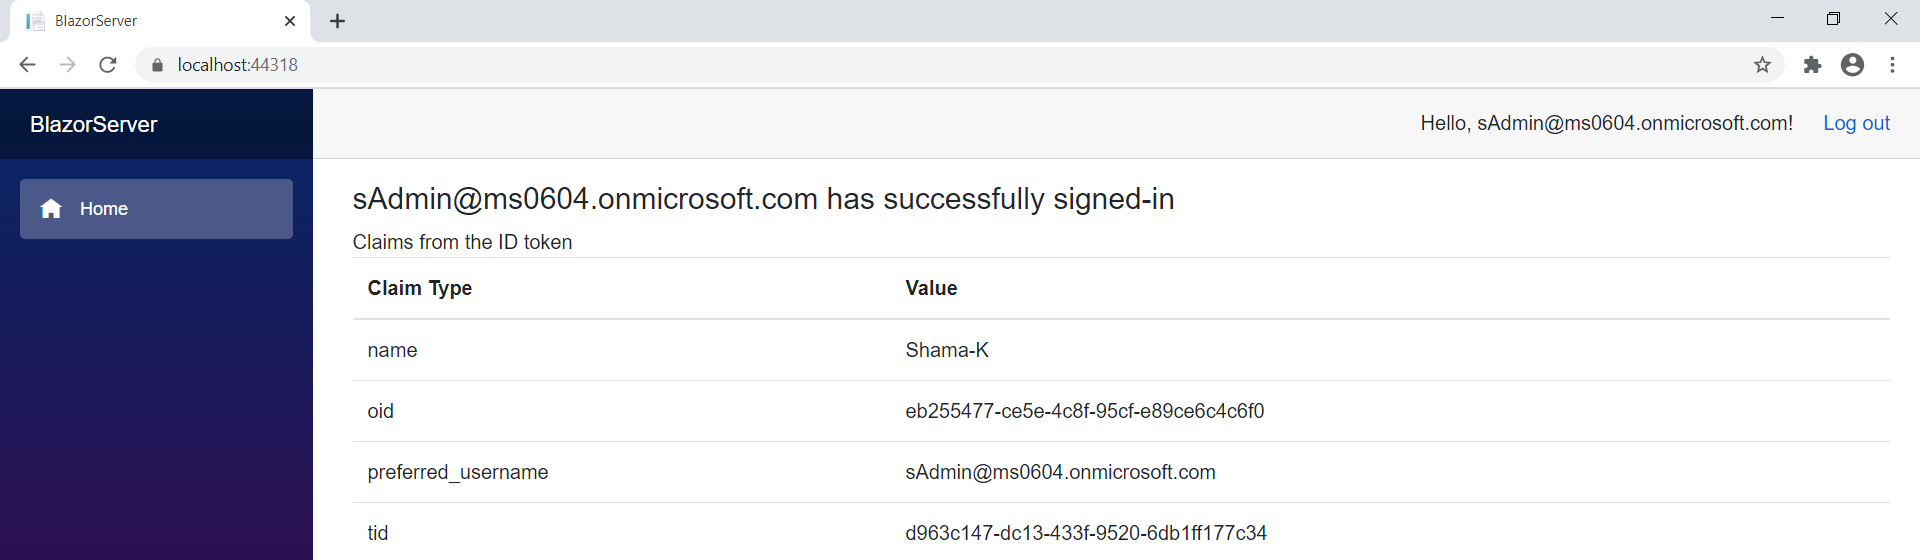 BlazorServer
localhost:44318
BlazorServer
Hello, sAdmin@ms0604.onmicrosoft.com! Log out
Home
sAdmin@ms0604.onmicrosoft.com has successfully signed-in
Claims from the ID token
Claim Type Value
name Shama-K
oid eb255477-ce5e-4c8f-95cf-e89ce6c4c6f0
preferred_username sAdmin@ms0604.onmicrosoft.com
tid d963c147-dc13-433f-9520-6db1ff177c34